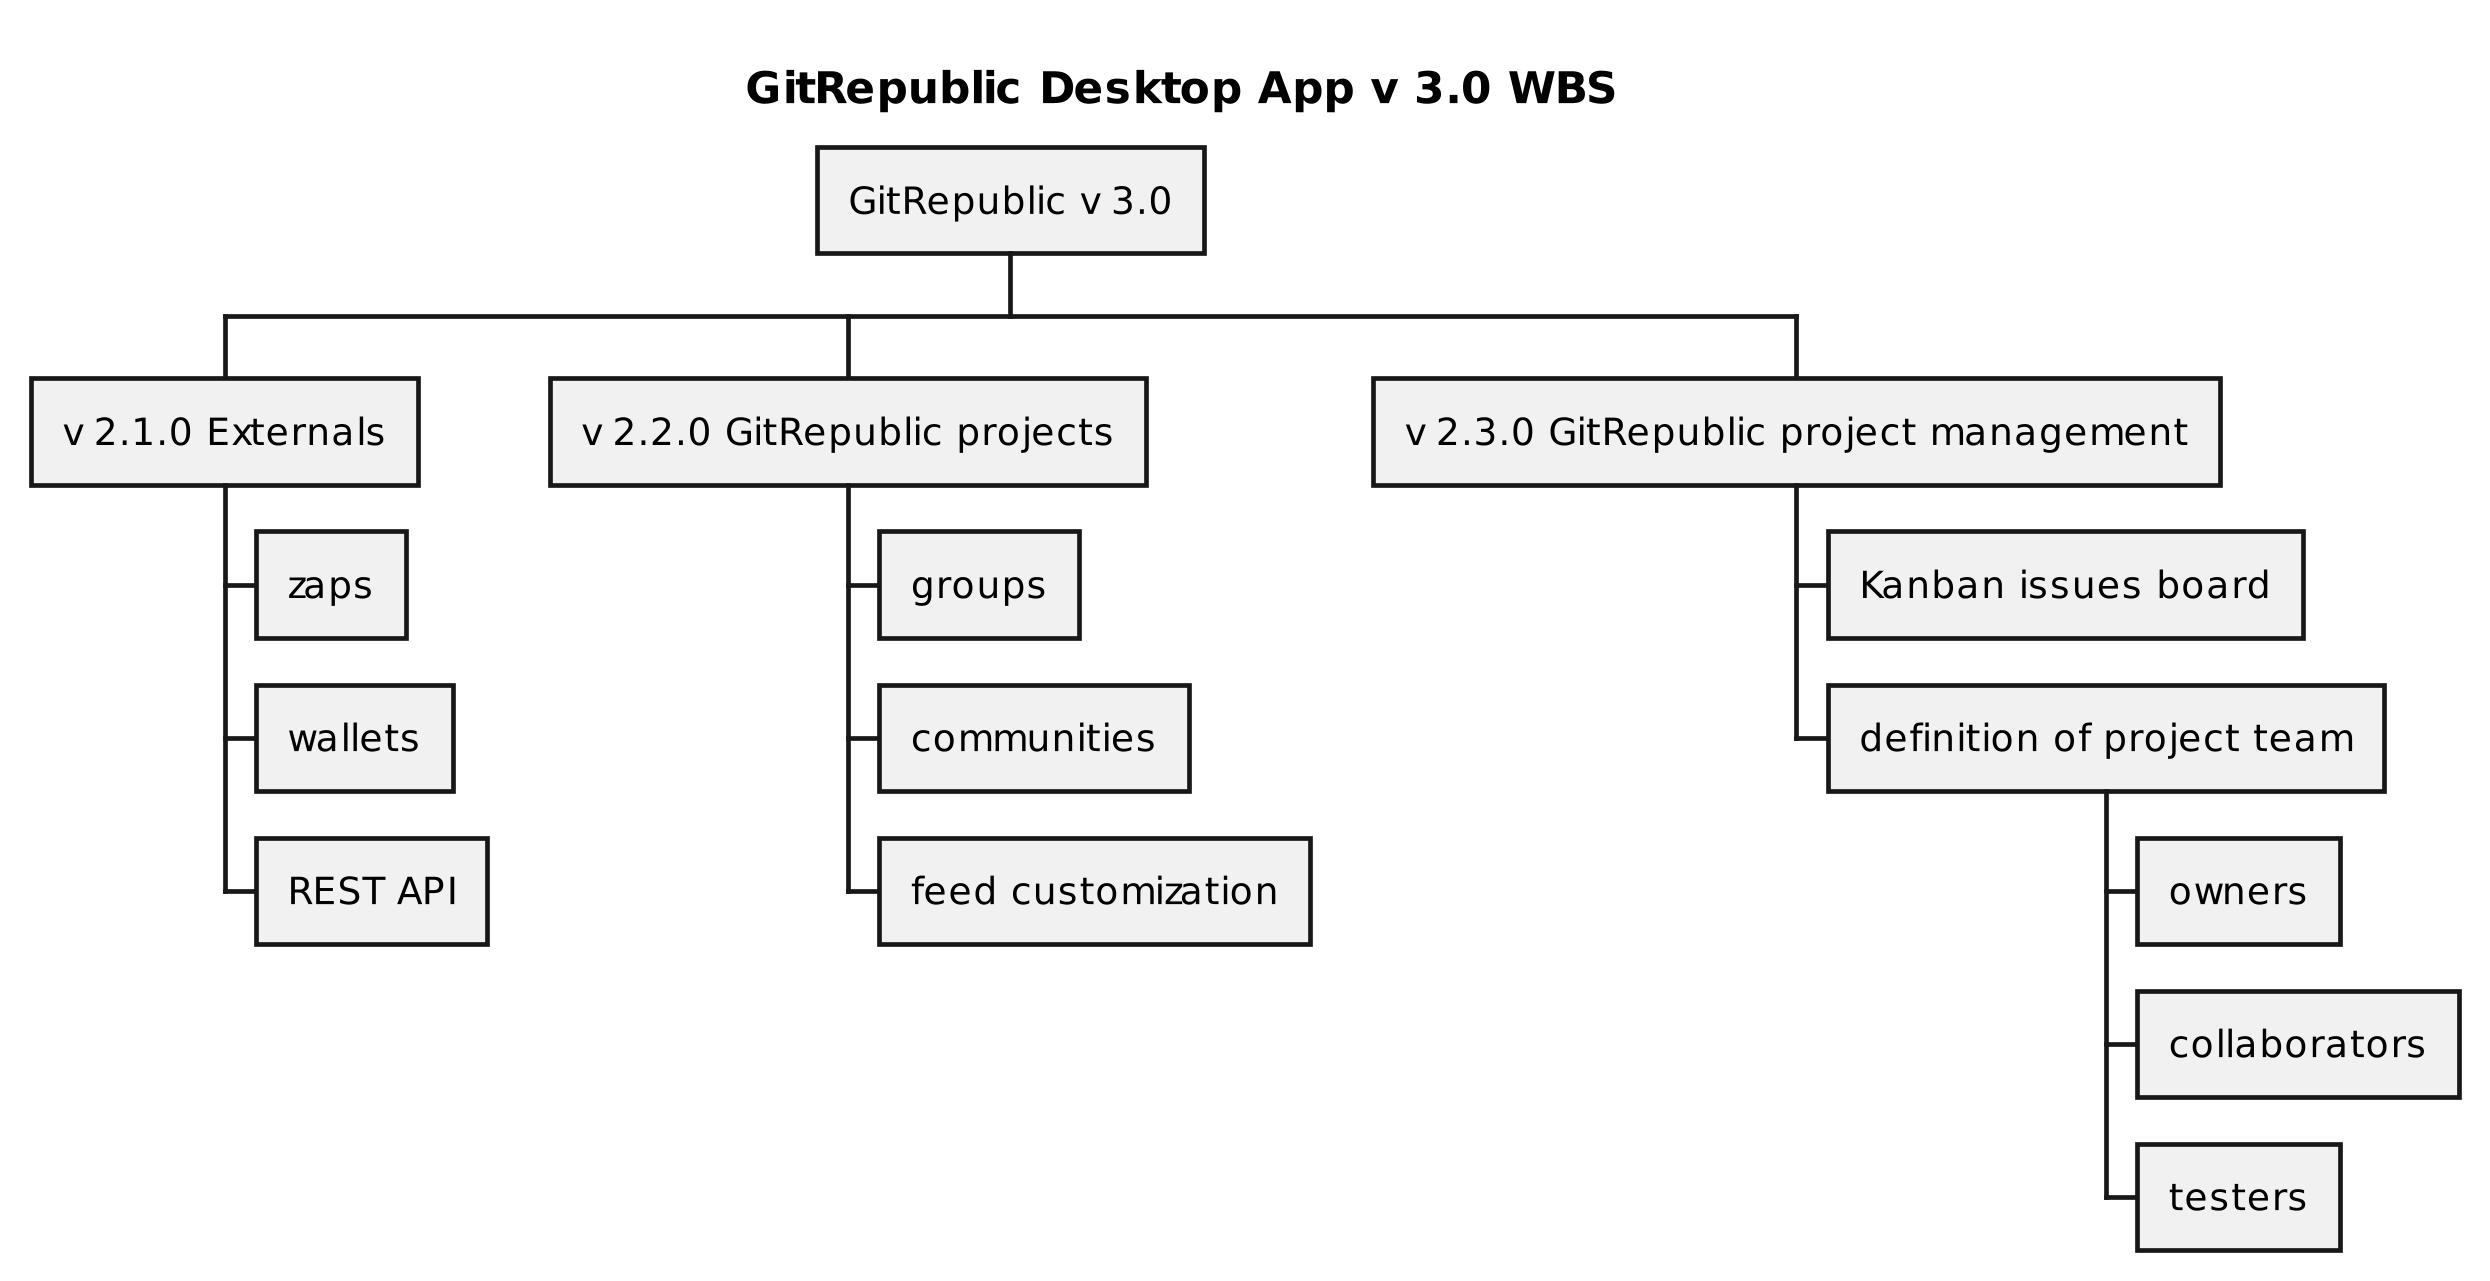 GitRepublic Desktop App v 3.0 WBS
GitRepublic v 3.0
v 2.1.0 Externals
zaps
wallets
REST API
v 2.2.0 GitRepublic projects
groups
communities
feed customization
v 2.3.0 GitRepublic project management
Kanban issues board
definition of project team
owners
collaborators
testers